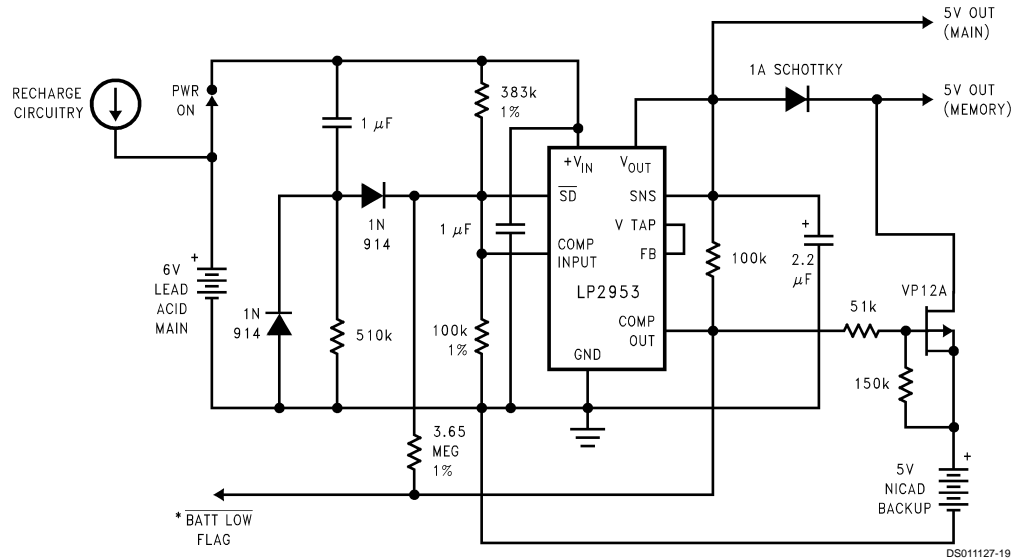 5V OUT
(MAIN)
1A SCHOTTKY
5V OUT
(MEMORY)
RECHARGE
CIRCUITRY
PWR
ON
383k
1%
1 μF
+VIN
VOUT
SD
SNS
1N
914
1 μF
COMP
INPUT
V TAP
FB
LP2953
100k
+
2.2
μF
+
6V
LEAD
ACID
MAIN
1N
914
510k
100k
1%
COMP
OUT
GND
51k
VP12A
150k
3.65
MEG
1%
+
5V
NICAD
BACKUP
* BATT LOW
FLAG
DS011127-19